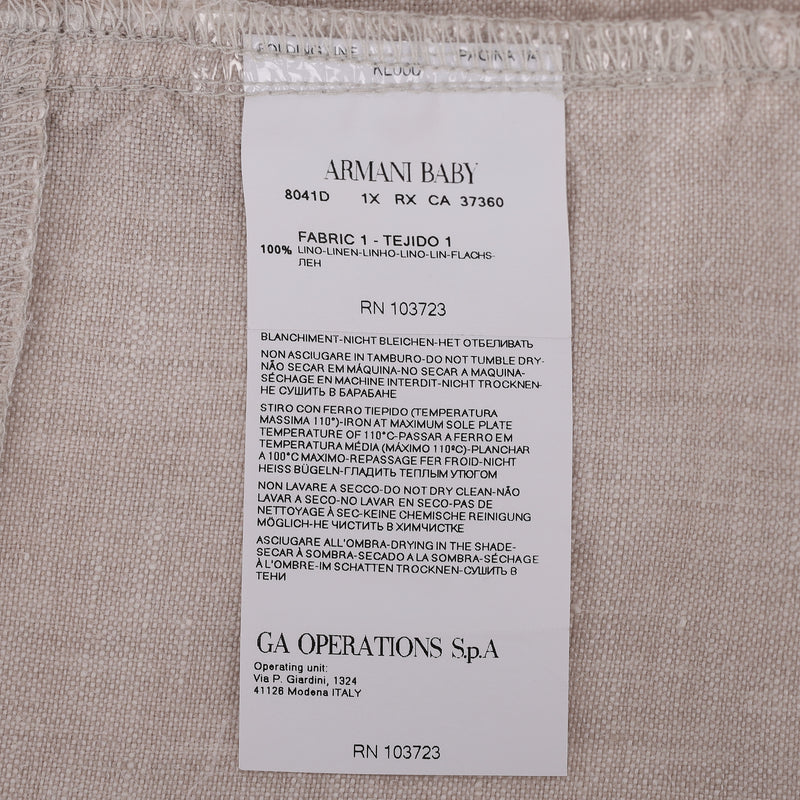 ARMANI BABY
8041D 1X RX CA 37360
FABRIC 1 - TEJIDO 1
100% LINO-LINEN-LINHO-LINO-LIN-FLACHS-
ЛЕН
RN 103723
BLANCHIMENT-NICHT BLEICHEN-НЕТ ОТБЕЛИВАТЬ
NON ASCIUGARE IN TAMBURO-DO NOT TUMBLE DRY-
NÃO SECAR EM MÁQUINA-NO SECAR A MAQUINA-
SÉCHAGE EN MACHINE INTERDIT-NICHT TROCKNEN-
НЕ СУШИТЬ В БАРАБАНЕ
STIRO CON FERRO TIEPIDO (TEMPERATURA
MASSIMA 110°)-IRON AT MAXIMUM SOLE PLATE
TEMPERATURE OF 110°C-PASSAR A FERRO EM
TEMPERATURA MÉDIA (MÁXIMO 110ºC)-PLANCHAR
A 100°C MAXIMO-REPASSAGE FER FROID-NICHT
HEISS BÜGELN-ГЛАДИТЬ ТЕПЛЫМ УТЮГОМ
NON LAVARE A SECCO-DO NOT DRY CLEAN-NÃO
LAVAR A SECO-NO LAVAR EN SECO-PAS DE
NETTOYAGE À SEC-KEINE CHEMISCHE REINIGUNG
MÖGLICH-НЕ ЧИСТИТЬ В ХИМЧИСТКЕ
ASCIUGARE ALL'OMBRA-DRYING IN THE SHADE-
SECAR À SOMBRA-SECADO A LA SOMBRA-SÉCHAGE
À L'OMBRE-IM SCHATTEN TROCKNEN-СУШИТЬ В
ТЕНИ
GA OPERATIONS S.p.A
Operating unit:
Via P. Giardini, 1324
41126 Modena ITALY
RN 103723